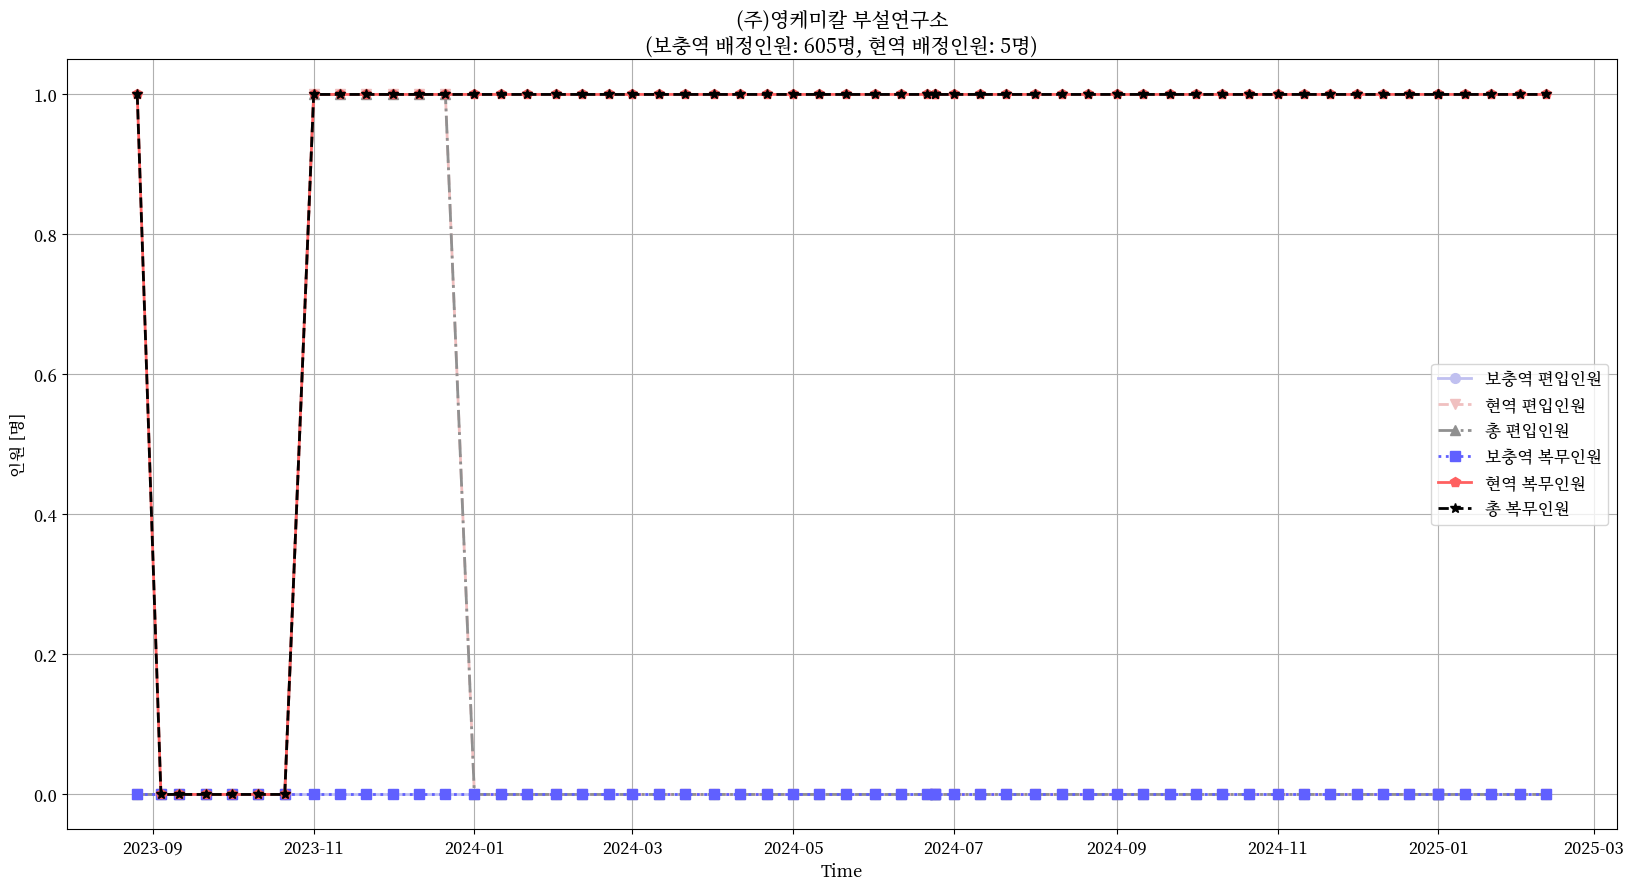 (주)영케미칼 부설연구소
(보충역 배정인원: 605명, 현역 배정인원: 5명)
1.0
0.8
0.6
0.4
0.2
0.0
인원 [명]
보충역 편입인원
현역 편입인원
총 편입인원
보충역 복무인원
현역 복무인원
총 복무인원
2023-09 2023-11 2024-01 2024-03 2024-05 2024-07 2024-09 2024-11 2025-01 2025-03
Time